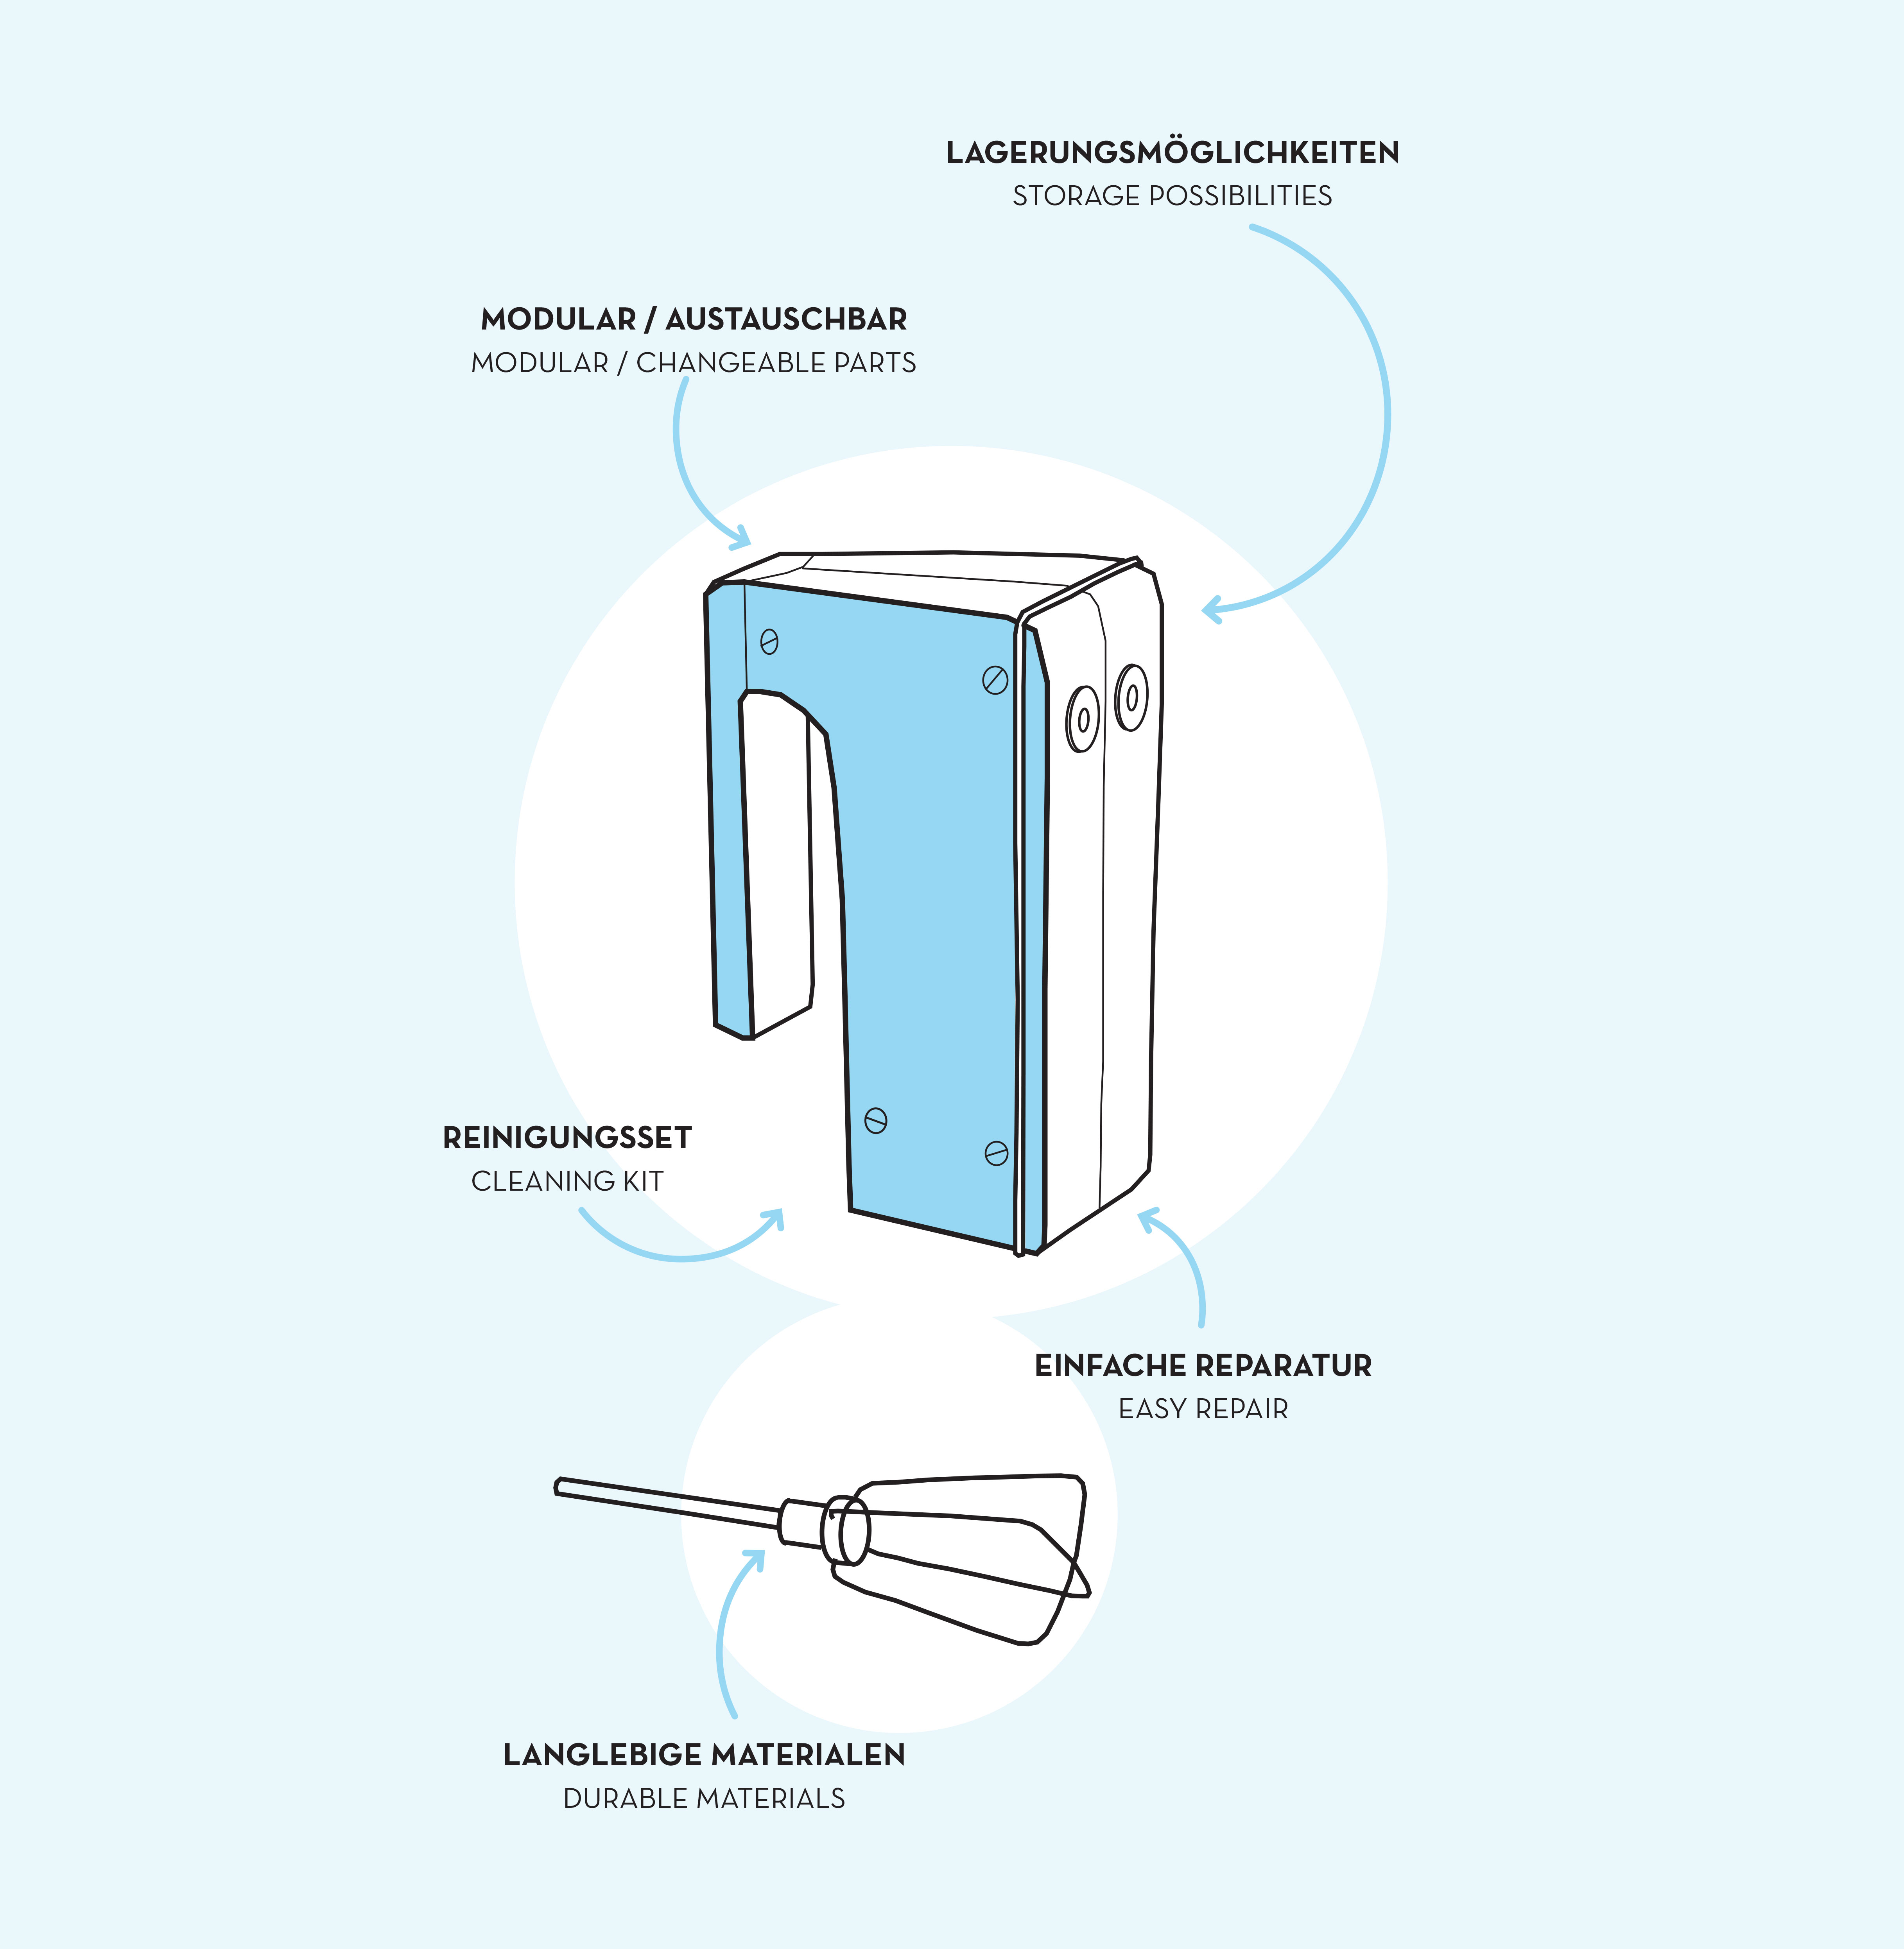 LAGERUNGSMÖGLICHKEITEN
STORAGE POSSIBILITIES
MODULAR / AUSTAUSCHBAR
MODULAR / CHANGEABLE PARTS
REINIGUNGSSET
CLEANING KIT
EINFACHE REPARATUR
EASY REPAIR
LANGLEBIGE MATERIALEN
DURABLE MATERIALS